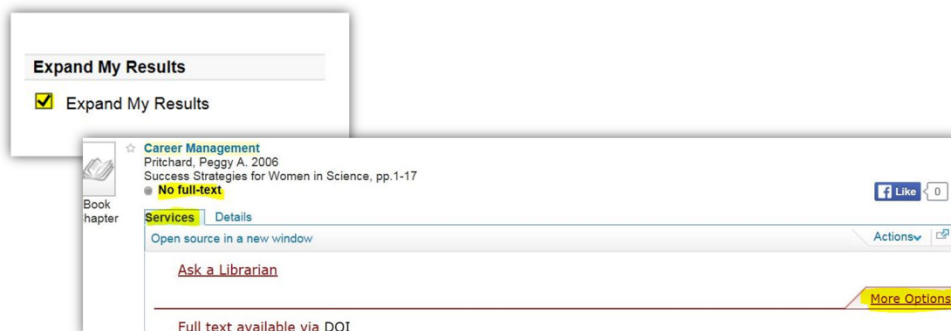 Expand My Results
Expand My Results
Career Management
Pritchard, Peggy A. 2006
Success Strategies for Women in Science, pp.1-17
No full-text
Book
hapter
Like 0
Services Details
Open source in a new window
Actions
Ask a Librarian
More Options
Full text available via DOI